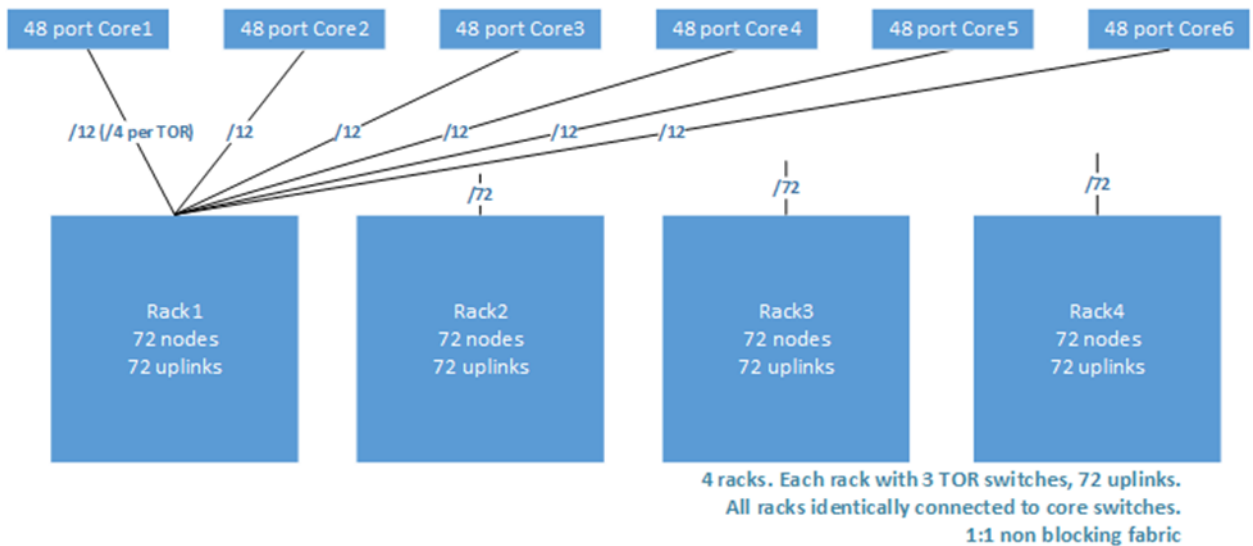 48 port Core1
48 port Core2
48 port Core3
48 port Core4
48 port Core5
48 port Core6
/12 (/4 per TOR)
/12
/12
/12
/12
/12
/72
/72
/72
Rack1
72 nodes
72 uplinks
Rack2
72 nodes
72 uplinks
Rack3
72 nodes
72 uplinks
Rack4
72 nodes
72 uplinks
4 racks. Each rack with 3 TOR switches, 72 uplinks.
All racks identically connected to core switches.
1:1 non blocking fabric